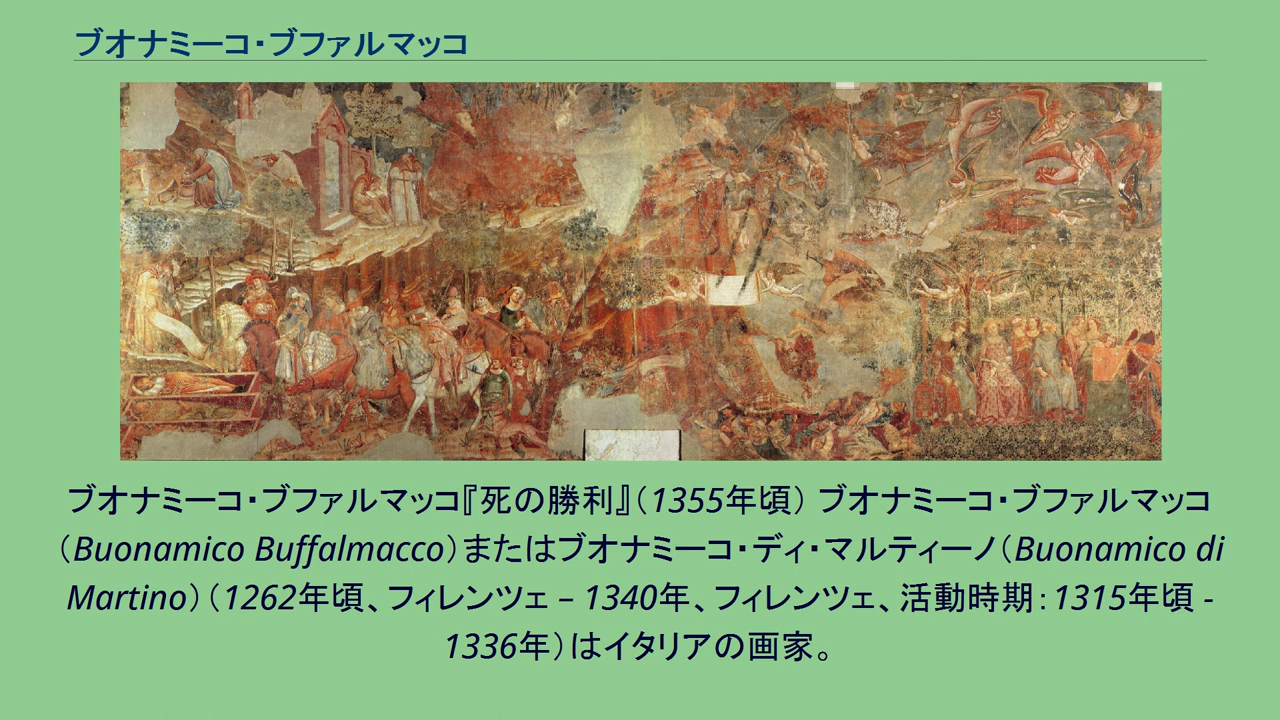 ブオナミーコ・ブファルマッコ
ブオナミーコ・ブファルマッコ『死の勝利』（1355年頃） ブオナミーコ・ブファルマッコ
（Buonamico Buffalmacco）またはブオナミーコ・ディ・マルティーノ（Buonamico di
Martino）（1262年頃、フィレンツェ – 1340年、フィレンツェ、活動時期：1315年頃 -
1336年）はイタリアの画家。